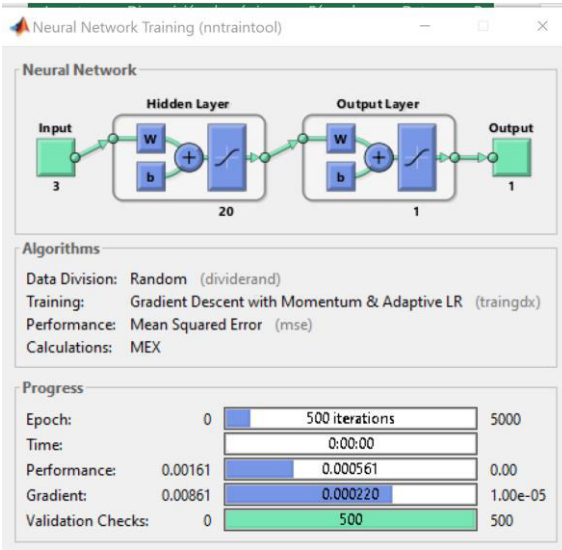 Neural Network Training (nntraintool)
Neural Network
Hidden Layer Output Layer
Input Output
W W
b b
3 1
20 1
Algorithms
Data Division: Random (dividerand)
Training: Gradient Descent with Momentum & Adaptive LR (traingdx)
Performance: Mean Squared Error (mse)
Calculations: MEX
Progress
Epoch: 0 500 iterations 5000
Time: 0:00:00
Performance: 0.00161 0.000561 0.00
Gradient: 0.00861 0.000220 1.00e-05
Validation Checks: 0 500 500